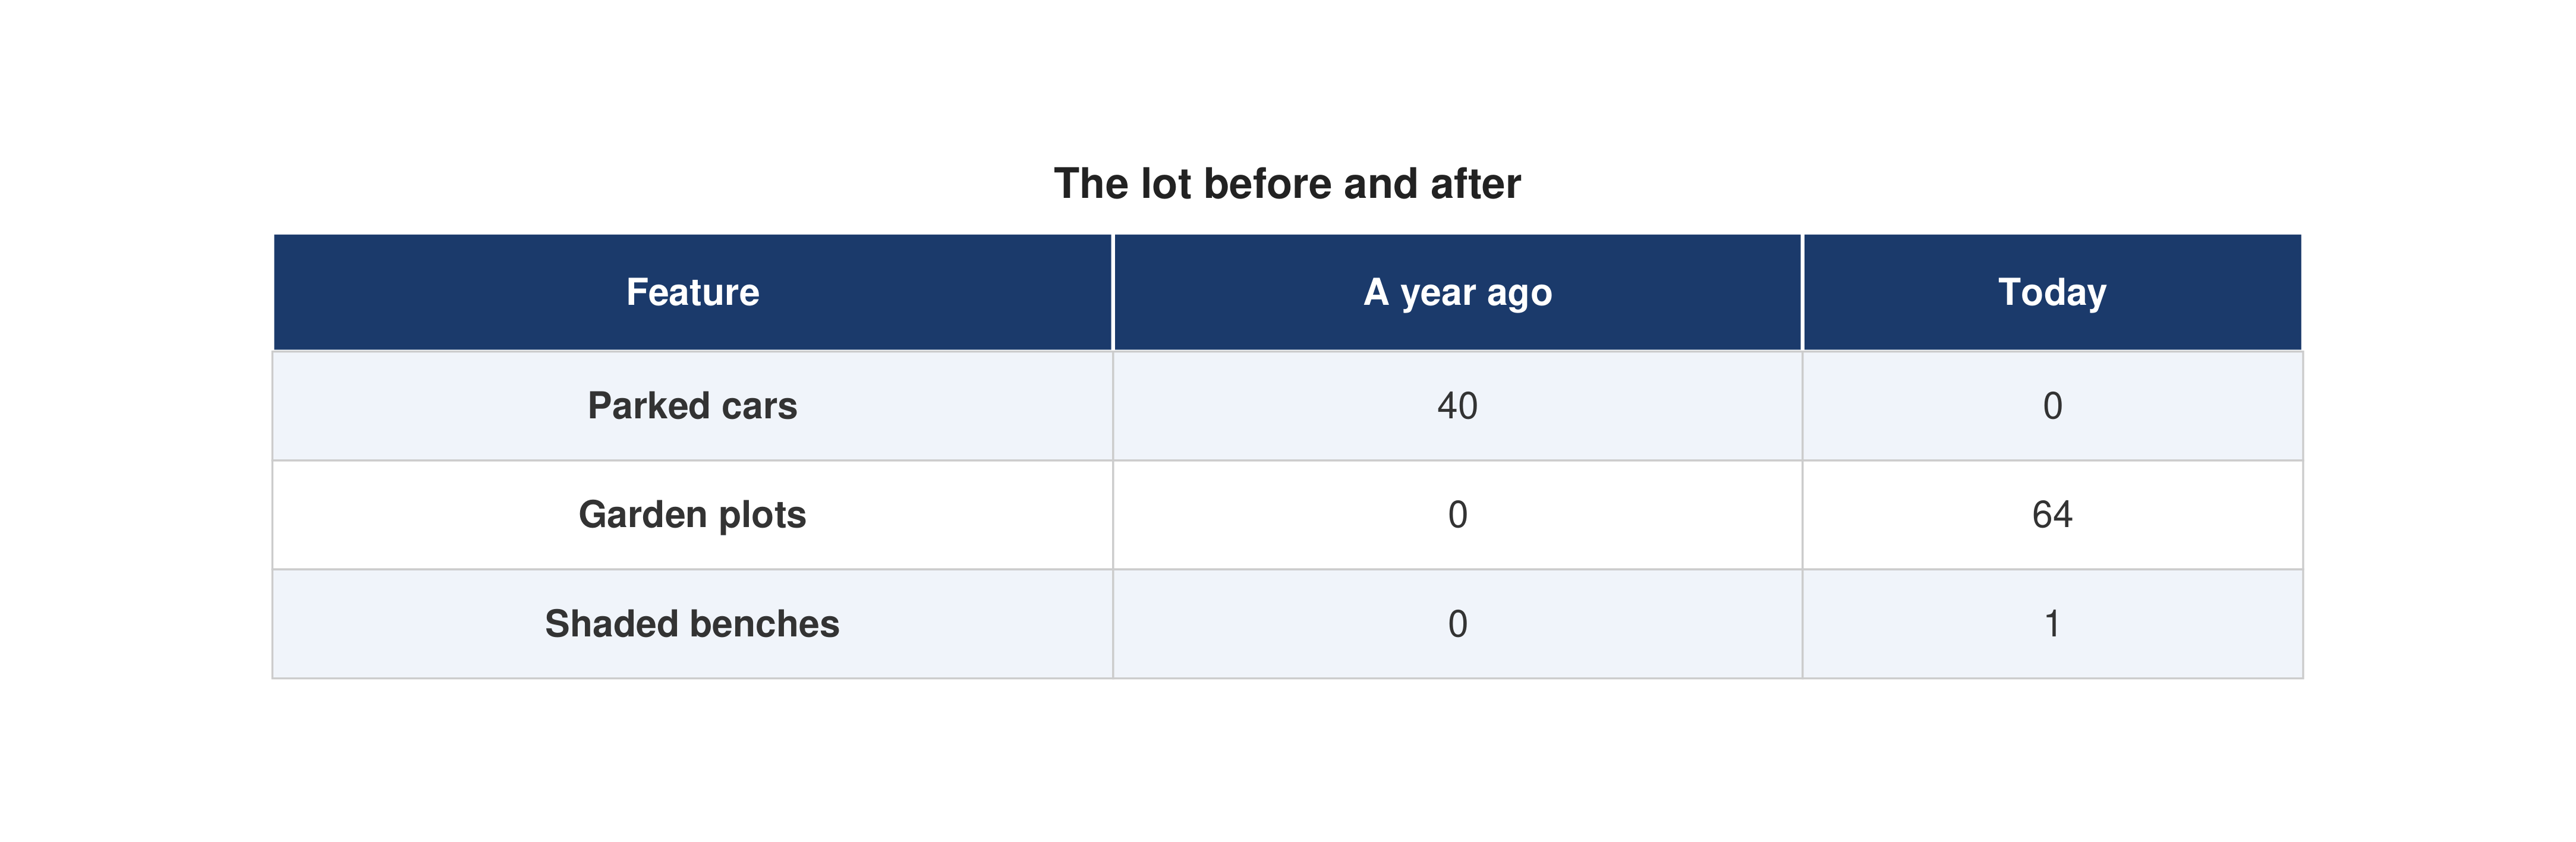 The lot before and after
Feature A year ago Today
Parked cars 40 0
Garden plots 0 64
Shaded benches 0 1